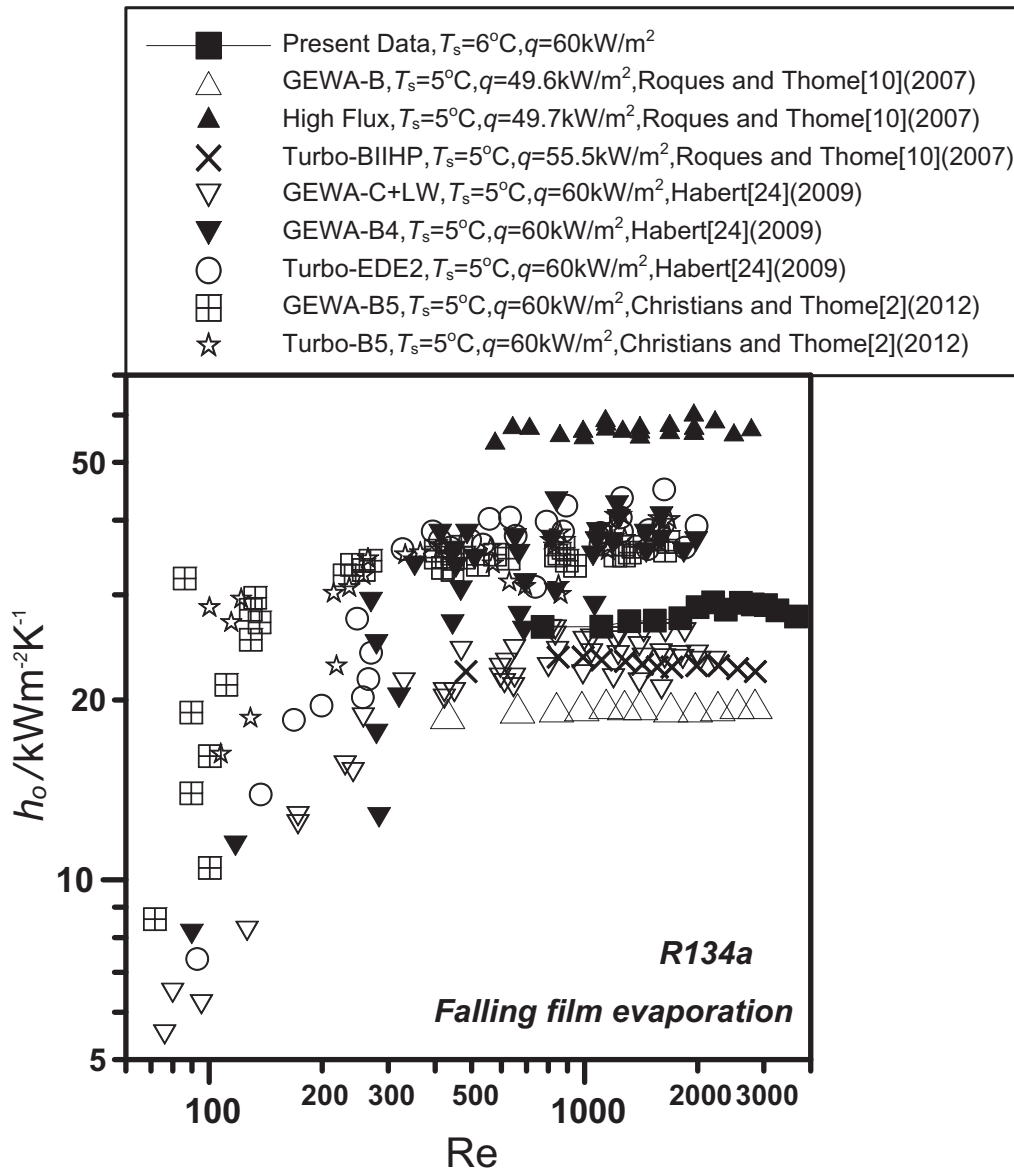 Present Data,Ts=6°C,q=60kW/m²
GEWA-B,Ts=5°C,q=49.6kW/m²,Roques and Thome[10](2007)
High Flux,Ts=5°C,q=49.7kW/m²,Roques and Thome[10](2007)
Turbo-BIIHP,Ts=5°C,q=55.5kW/m²,Roques and Thome[10](2007)
GEWA-C+LW,Ts=5°C,q=60kW/m²,Habert[24](2009)
GEWA-B4,Ts=5°C,q=60kW/m²,Habert[24](2009)
Turbo-EDE2,Ts=5°C,q=60kW/m²,Habert[24](2009)
GEWA-B5,Ts=5°C,q=60kW/m²,Christians and Thome[2](2012)
Turbo-B5,Ts=5°C,q=60kW/m²,Christians and Thome[2](2012)
50
20
10
5
ho/kWm⁻²K⁻¹
R134a
Falling film evaporation
100 200 300 500 1000 2000 3000
Re